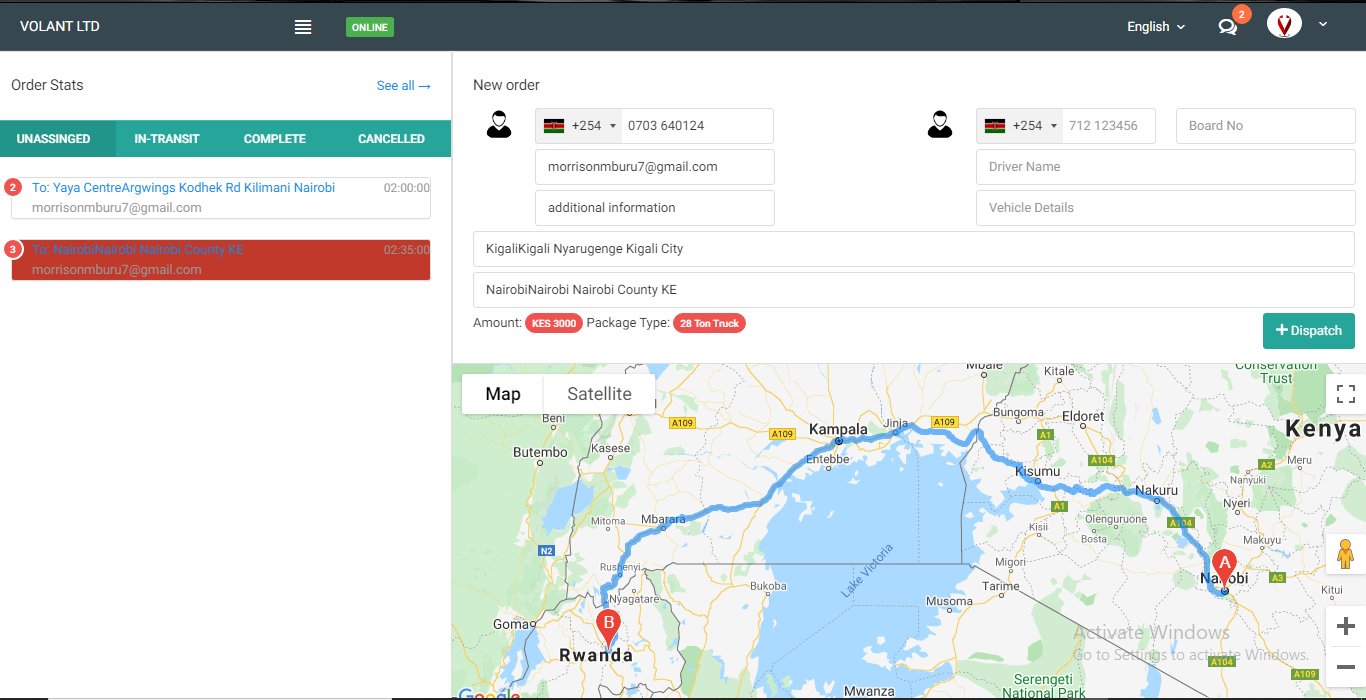 VOLANT LTD
ONLINE
English
2
Order Stats
See all →
UNASSINGED IN-TRANSIT COMPLETE CANCELLED
2
To: Yaya CentreArgwings Kodhek Rd Kilimani Nairobi 02:00:00
morrisonmburu7@gmail.com
3
To: NairobiNairobi Nairobi County KE 02:35:00
morrisonmburu7@gmail.com
New order
+254 0703 640124
morrisonmburu7@gmail.com
additional information
+254 712 123456
Board No
Driver Name
Vehicle Details
KigaliKigali Nyarugenge Kigali City
NairobiNairobi Nairobi County KE
Amount: KES 3000 Package Type: 28 Ton Truck
+ Dispatch
Map Satellite
Mbale
Kitale
Conservation
Trust
Beni
A109
A109
Kampala
Jinja
A109
Bungoma
Eldoret
Kenya
Butembo
Kasese
Entebbe
A1
A104
Kisumu
A2
Meru
Nanyuki
Nakuru
Nyeri
Mitoma
Mbarara
A1
Olenguruone
A104
Kisii
Bosta
Makuyu
N2
Lake Victoria
Rushenyi
Migori
A
Nairobi
A3
Bukoba
Tarime
Kitui
Nyagatare
Musoma
Goma
B
Rwanda
Activate Windows
Go to Settings to activate Windows.
A104
A109
Serengeti
National Park
Mwanza
Google